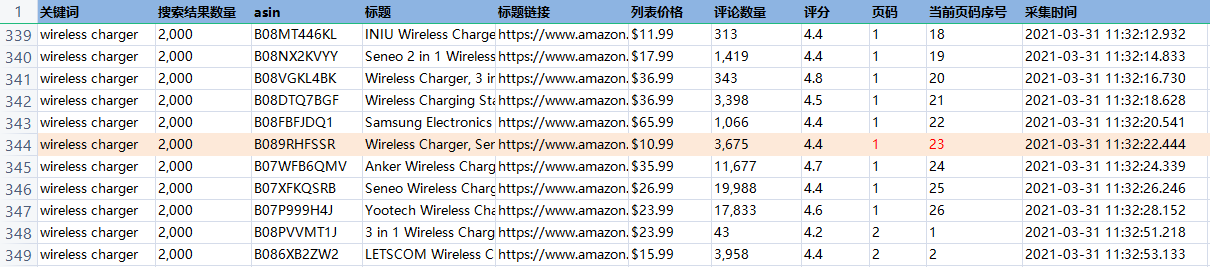 1 关键词 搜索结果数量 asin 标题 标题链接 列表价格 评论数量 评分 页码 当前页码序号 采集时间
339 wireless charger 2,000 B08MT446KL INIU Wireless Charge https://www.amazon. $11.99 313 4.4 1 18 2021-03-31 11:32:12.932
340 wireless charger 2,000 B08NX2KVYY Seneo 2 in 1 Wireless https://www.amazon. $17.99 1,419 4.4 1 19 2021-03-31 11:32:14.833
341 wireless charger 2,000 B08VGKL4BK Wireless Charger, 3 in https://www.amazon. $36.99 343 4.8 1 20 2021-03-31 11:32:16.730
342 wireless charger 2,000 B08DTQ7BGF Wireless Charging Sta https://www.amazon. $36.99 3,398 4.5 1 21 2021-03-31 11:32:18.628
343 wireless charger 2,000 B08FBFJDQ1 Samsung Electronics https://www.amazon. $65.99 1,066 4.4 1 22 2021-03-31 11:32:20.541
344 wireless charger 2,000 B089RHFSSR Wireless Charger, Ser https://www.amazon. $10.99 3,675 4.4 1 23 2021-03-31 11:32:22.444
345 wireless charger 2,000 B07WFB6QMV Anker Wireless Charg https://www.amazon. $35.99 11,677 4.7 1 24 2021-03-31 11:32:24.339
346 wireless charger 2,000 B07XFKQSRB Seneo Wireless Charg https://www.amazon. $26.99 19,988 4.4 1 25 2021-03-31 11:32:26.246
347 wireless charger 2,000 B07P999H4J Yootech Wireless Cha https://www.amazon. $23.99 17,833 4.6 1 26 2021-03-31 11:32:28.152
348 wireless charger 2,000 B08PVVMT1J 3 in 1 Wireless Charg https://www.amazon. $23.99 43 4.2 2 1 2021-03-31 11:32:51.218
349 wireless charger 2,000 B086XB2ZW2 LETSCOM Wireless C https://www.amazon. $15.99 3,958 4.4 2 2 2021-03-31 11:32:53.133